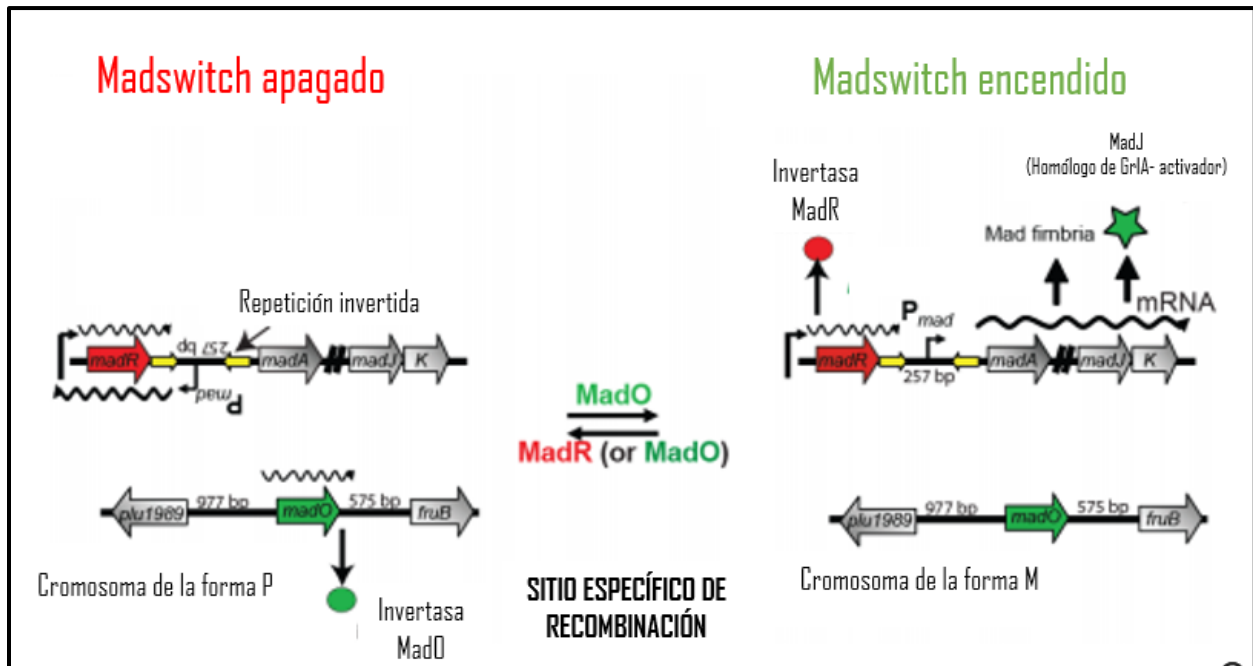 Madswitch apagado
Madswitch encendido
MadJ
(Homólogo de GrlA- activador)
Invertasa
MadR
Mad fimbria
mRNA
Repetición invertida
257 bp
madR
madA
madJ
K
Pmad
Pmad
madR
257 bp
madA
madJ
K
MadO
MadR (or MadO)
plu1989
977 bp
madO
575 bp
fruB
plu1989
977 bp
madO
575 bp
fruB
Cromosoma de la forma P
Invertasa
MadO
SITIO ESPECÍFICO DE
RECOMBINACIÓN
Cromosoma de la forma M